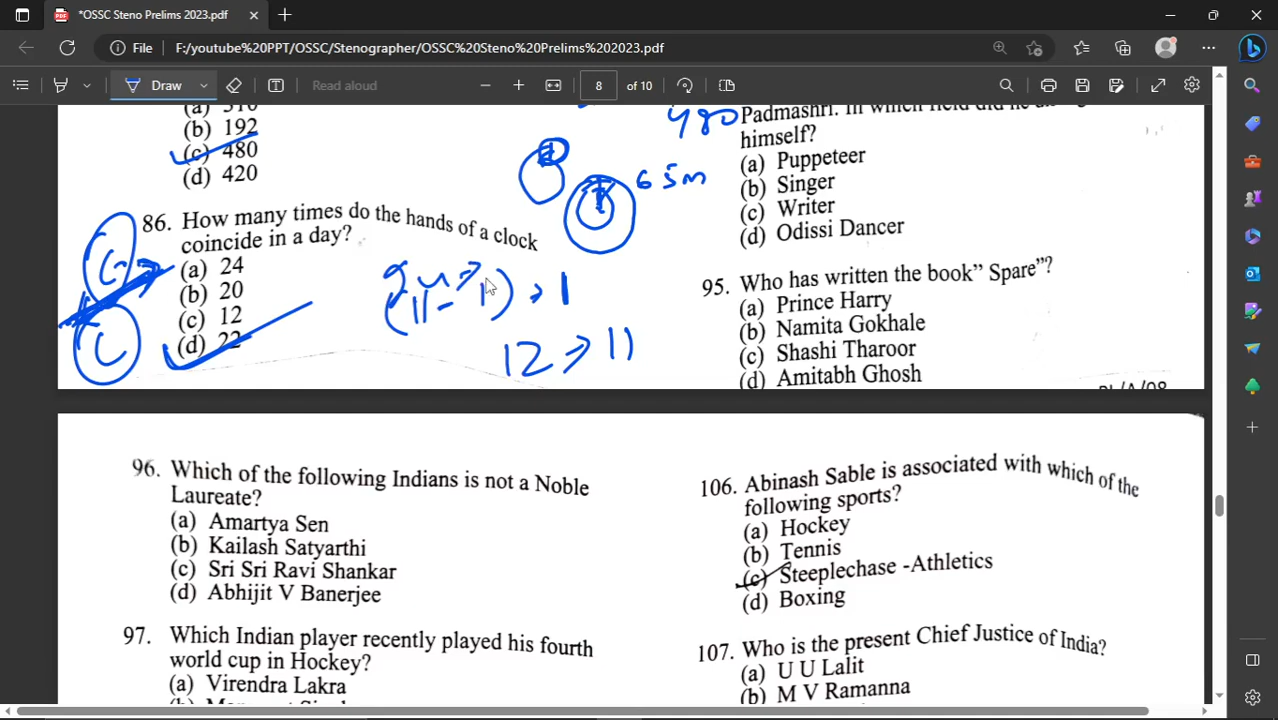 *OSSC Steno Prelims 2023.pdf
File
F:/youtube%20PPT/OSSC/Stenographer/OSSC%20Steno%20Prelims%202023.pdf
Draw
Read aloud
8
of 10
(a) 310
(b) 192
(c) 480
(d) 420
86. How many times do the hands of a clock
coincide in a day?
(a) 24
(b) 20
(c) 12
(d) 22
480
65m
(11 - 1) → 1
12 → 11
Padmashri. In which field did he
himself?
(a) Puppeteer
(b) Singer
(c) Writer
(d) Odissi Dancer
95. Who has written the book" Spare"?
(a) Prince Harry
(b) Namita Gokhale
(c) Shashi Tharoor
(d) Amitabh Ghosh
96. Which of the following Indians is not a Noble
Laureate?
(a) Amartya Sen
(b) Kailash Satyarthi
(c) Sri Sri Ravi Shankar
(d) Abhijit V Banerjee
97. Which Indian player recently played his fourth
world cup in Hockey?
(a) Virendra Lakra
106. Abinash Sable is associated with which of the
following sports?
(a) Hockey
(b) Tennis
(c) Steeplechase -Athletics
(d) Boxing
107. Who is the present Chief Justice of India?
(a) U U Lalit
(b) M V Ramanna